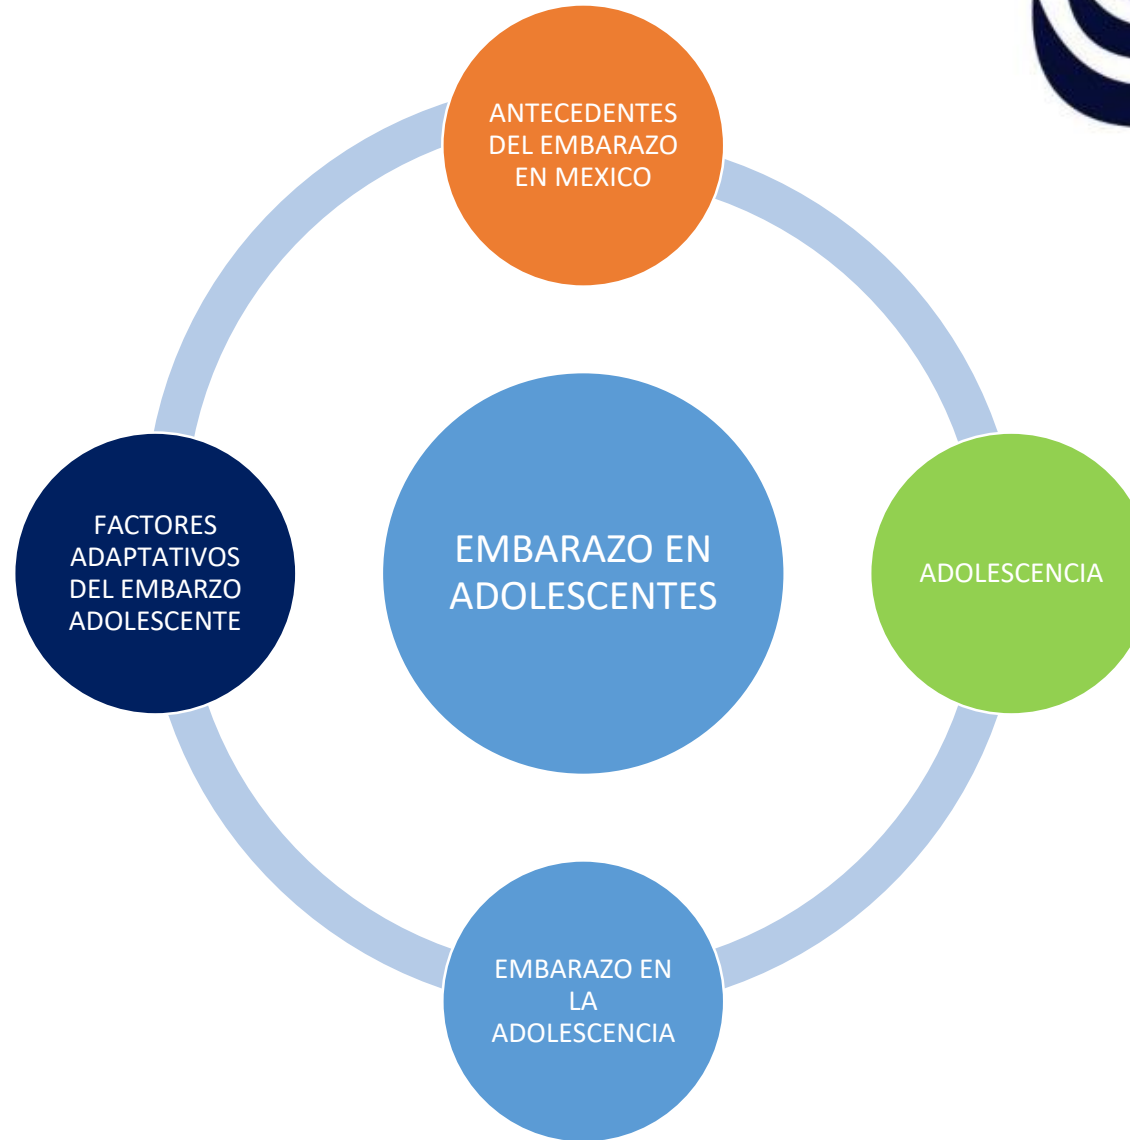 ANTECEDENTES
DEL EMBARAZO
EN MEXICO
FACTORES
ADAPTATIVOS
DEL EMBARZO
ADOLESCENTE
EMBARAZO EN
ADOLESCENTES
ADOLESCENCIA
EMBARAZO EN
LA
ADOLESCENCIA